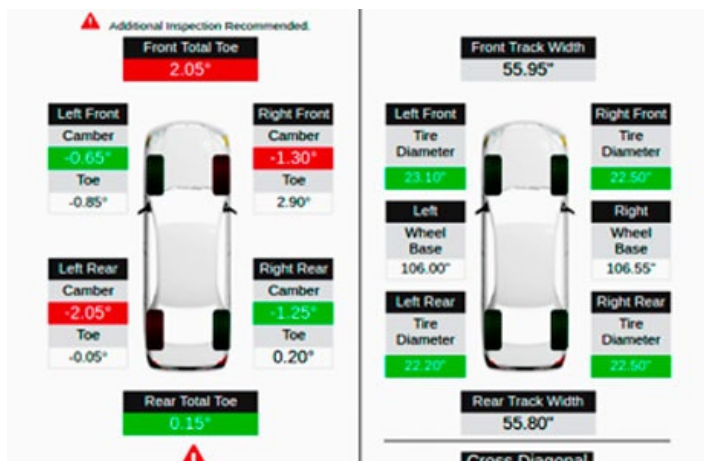 Additional Inspection Recommended.
Front Total Toe
2.05°
Left Front
Camber
-0.65°
Toe
-0.85°
Right Front
Camber
-1.30°
Toe
2.90°
Left Rear
Camber
-2.05°
Toe
-0.05°
Right Rear
Camber
-1.25°
Toe
0.20°
Rear Total Toe
0.15°
Front Track Width
55.95"
Left Front
Tire
Diameter
23.10"
Right Front
Tire
Diameter
22.50"
Left
Wheel
Base
106.00"
Right
Wheel
Base
106.55"
Left Rear
Tire
Diameter
22.20"
Right Rear
Tire
Diameter
22.50"
Rear Track Width
55.80"
Cross Diagonal